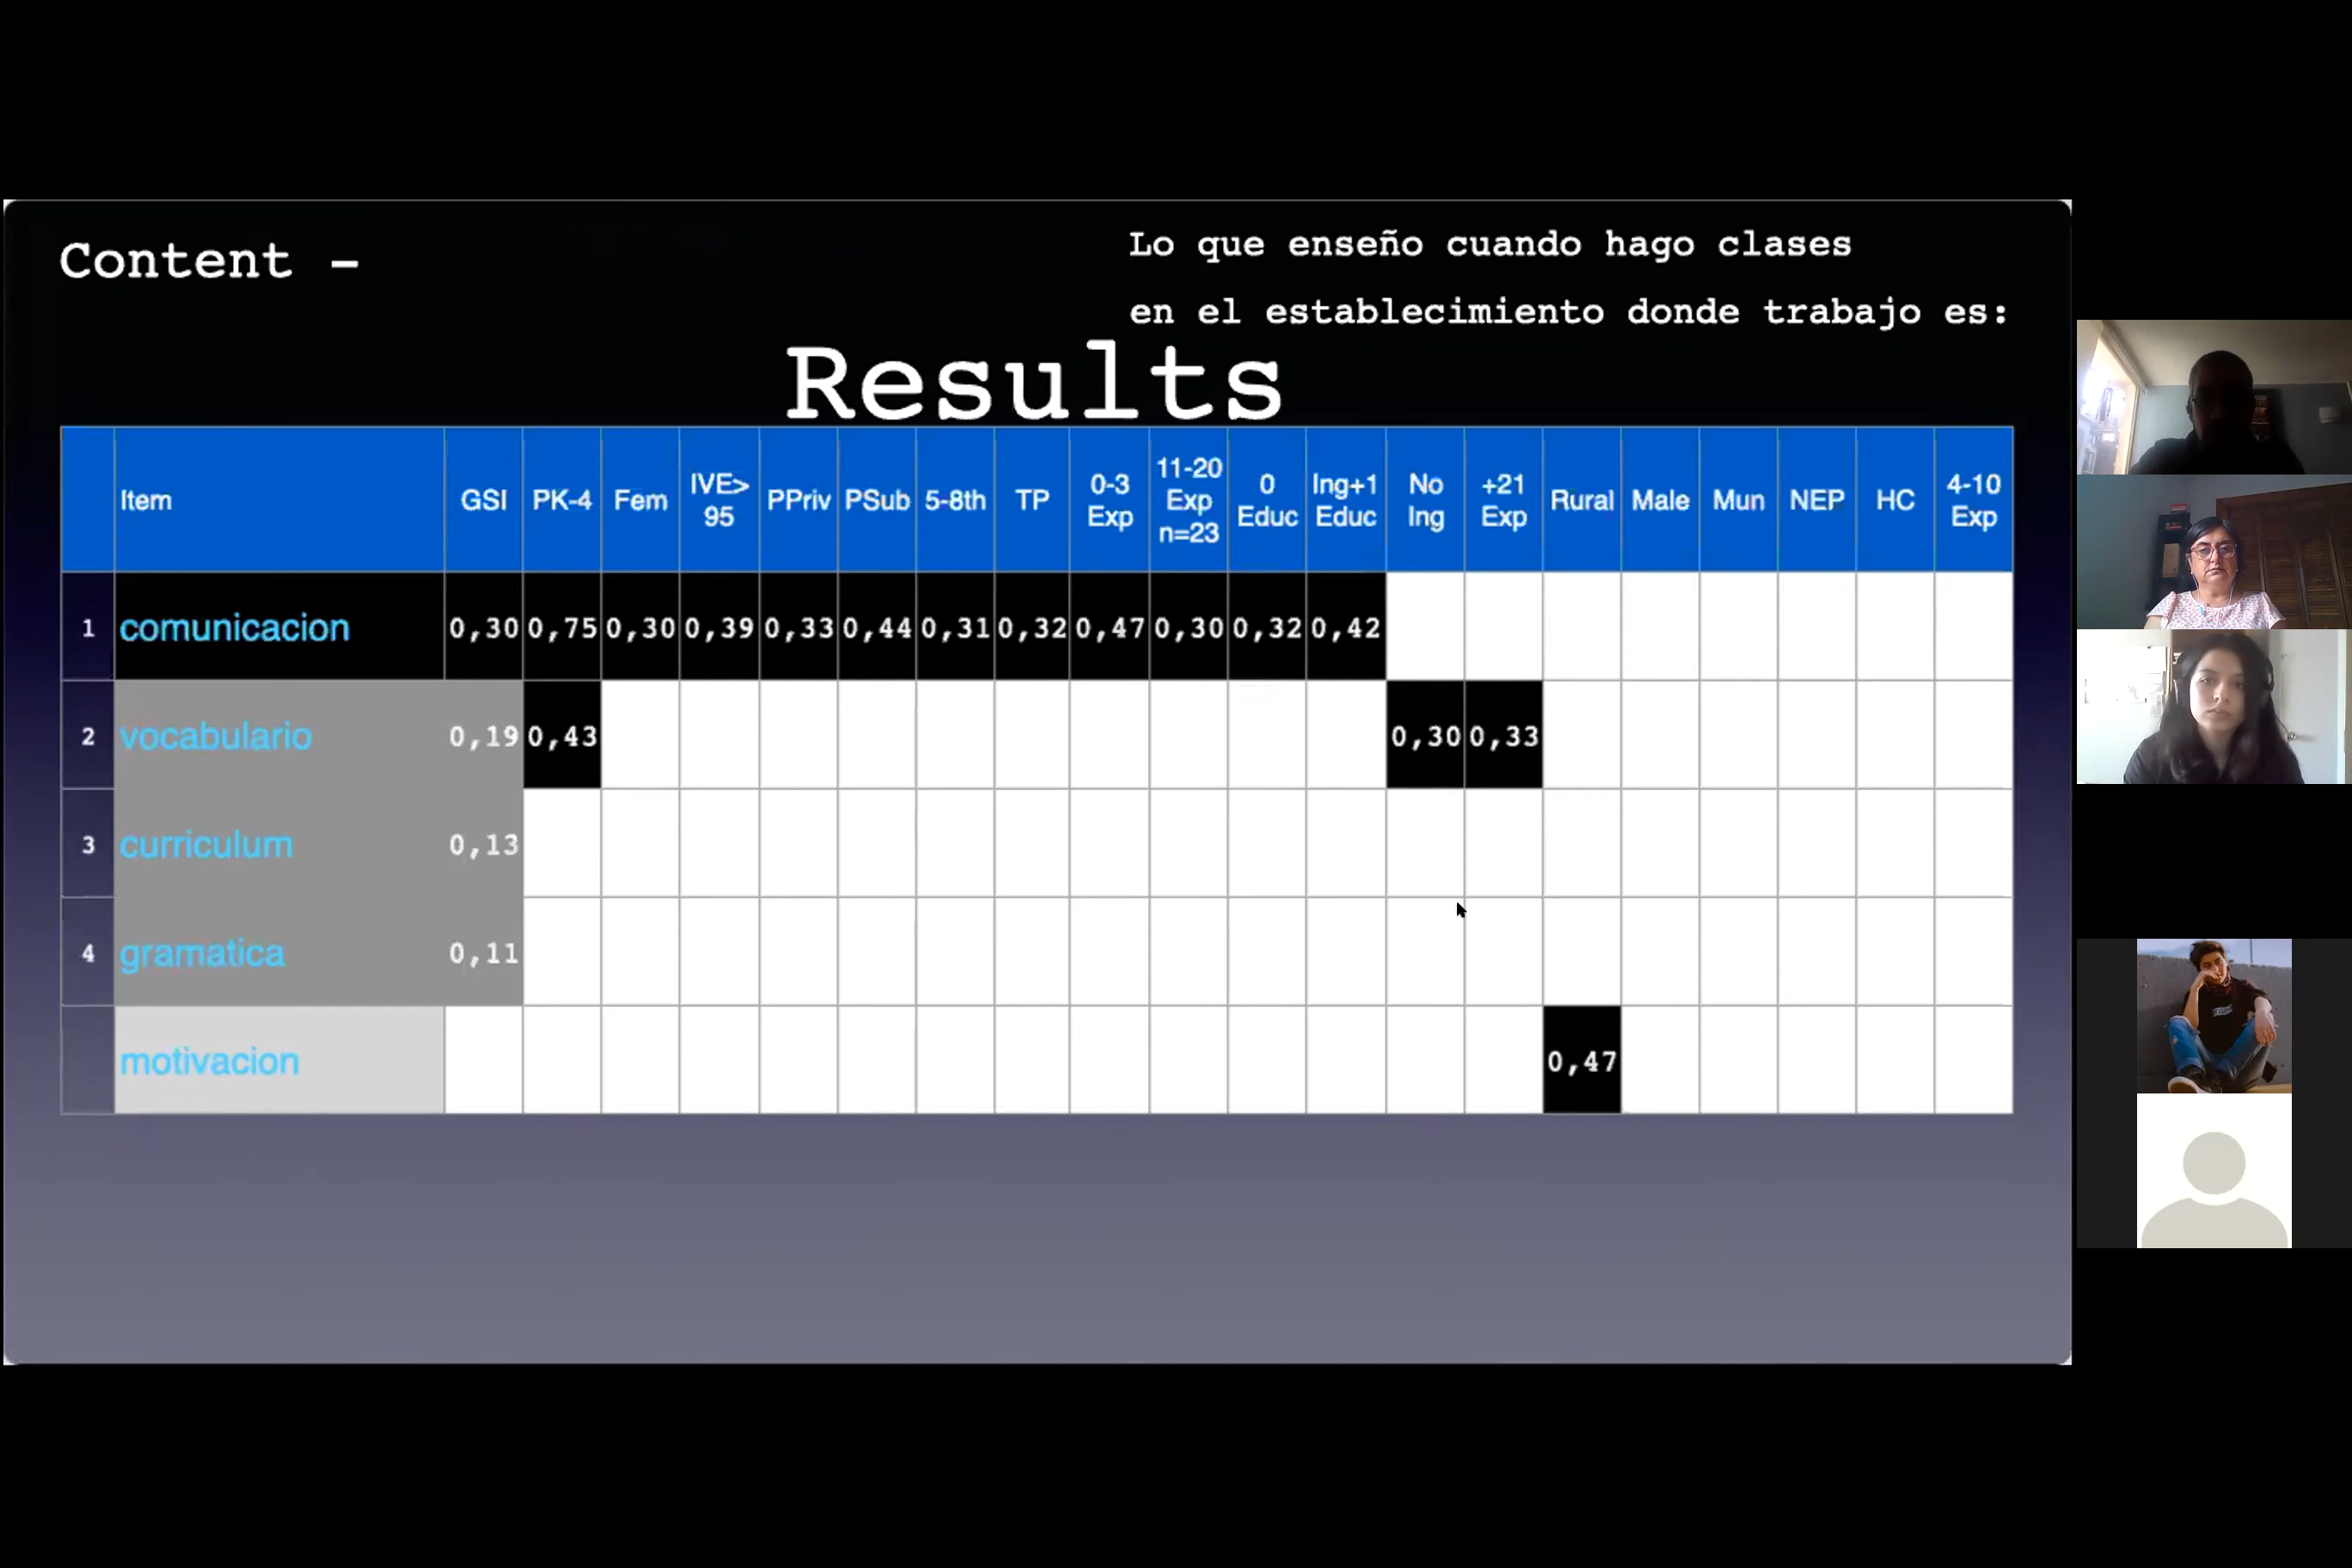 Content -
Lo que enseño cuando hago clases
en el establecimiento donde trabajo es:
Results
Item GSI PK-4 Fem IVE> 95 PPriv PSub 5-8th TP 0-3 Exp 11-20 Exp n=23 0 Educ Ing+1 Educ No Ing +21 Exp Rural Male Mun NEP HC 4-10 Exp
1 comunicacion 0,30 0,75 0,30 0,39 0,33 0,44 0,31 0,32 0,47 0,30 0,32 0,42
2 vocabulario 0,19 0,43 0,30 0,33
3 curriculum 0,13
4 gramatica 0,11
motivacion 0,47